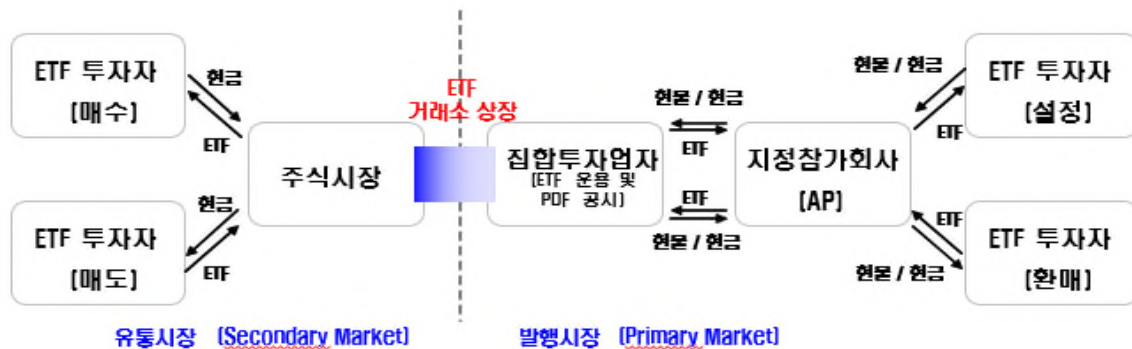 ETF 투자자
[매수]
현금
ETF
ETF 투자자
[매도]
현금
ETF
주식시장
ETF
거래소 상장
집합투자업자
[ETF 운용 및
PDF 공시]
현물 / 현금
ETF
ETF
현물 / 현금
지정참가회사
[AP]
현물 / 현금
ETF
ETF 투자자
[설정]
ETF
현물 / 현금
ETF 투자자
[환매]
유통시장 [Secondary Market]
발행시장 [Primary Market]